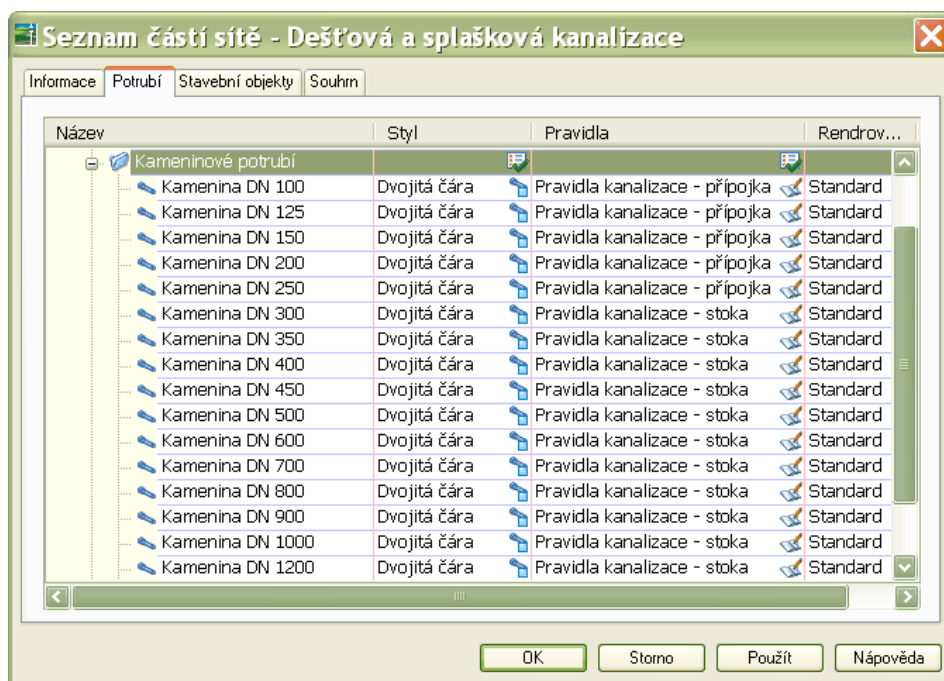 Seznam částí sítě - Dešťová a splašková kanalizace
Informace Potrubí Stavební objekty Souhrn
Název Styl Pravidla Rendrov...
Kameninové potrubí
Kamenina DN 100 Dvojitá čára Pravidla kanalizace - přípojka Standard
Kamenina DN 125 Dvojitá čára Pravidla kanalizace - přípojka Standard
Kamenina DN 150 Dvojitá čára Pravidla kanalizace - přípojka Standard
Kamenina DN 200 Dvojitá čára Pravidla kanalizace - přípojka Standard
Kamenina DN 250 Dvojitá čára Pravidla kanalizace - přípojka Standard
Kamenina DN 300 Dvojitá čára Pravidla kanalizace - stoka Standard
Kamenina DN 350 Dvojitá čára Pravidla kanalizace - stoka Standard
Kamenina DN 400 Dvojitá čára Pravidla kanalizace - stoka Standard
Kamenina DN 450 Dvojitá čára Pravidla kanalizace - stoka Standard
Kamenina DN 500 Dvojitá čára Pravidla kanalizace - stoka Standard
Kamenina DN 600 Dvojitá čára Pravidla kanalizace - stoka Standard
Kamenina DN 700 Dvojitá čára Pravidla kanalizace - stoka Standard
Kamenina DN 800 Dvojitá čára Pravidla kanalizace - stoka Standard
Kamenina DN 900 Dvojitá čára Pravidla kanalizace - stoka Standard
Kamenina DN 1000 Dvojitá čára Pravidla kanalizace - stoka Standard
Kamenina DN 1200 Dvojitá čára Pravidla kanalizace - stoka Standard
OK Storno Použít Nápověda